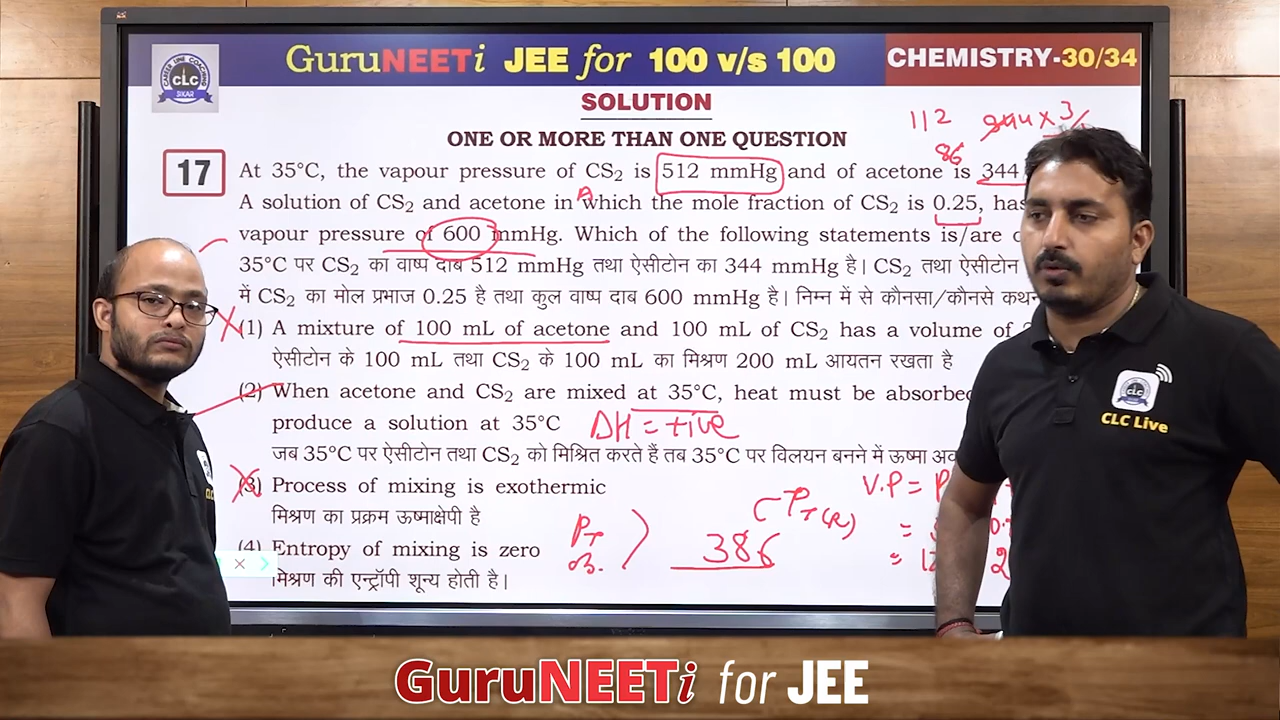 GuruNEETi JEE for 100 v/s 100
CHEMISTRY-30/34
CAREER LINE COACHING
CLC
SIKAR
SOLUTION
ONE OR MORE THAN ONE QUESTION
112
86
17
At 35°C, the vapour pressure of CS₂ is 512 mmHg and of acetone is 344
A
A solution of CS₂ and acetone in which the mole fraction of CS₂ is 0.25, has
vapour pressure of 600 mmHg. Which of the following statements is/are
35°C पर CS₂ का वाष्प दाब 512 mmHg तथा ऐसीटोन का 344 mmHg है। CS₂ तथा ऐसीटोन
में CS₂ का मोल प्रभाज 0.25 है तथा कुल वाष्प दाब 600 mmHg है। निम्न में से कौनसा/कौनसे
(1) A mixture of 100 mL of acetone and 100 mL of CS₂ has a volume of
ऐसीटोन के 100 mL तथा CS₂ के 100 mL का मिश्रण 200 mL आयतन रखता है
(2) When acetone and CS₂ are mixed at 35°C, heat must be absorbed
produce a solution at 35°C
ΔH = +ive
जब 35°C पर ऐसीटोन तथा CS₂ को मिश्रित करते हैं तब 35°C पर विलयन बनने में ऊष्मा
(3) Process of mixing is exothermic
V.P = P
मिश्रण का प्रक्रम ऊष्माक्षेपी है
P_T
P_T(R)
(4) Entropy of mixing is zero
386
मिश्रण की एन्ट्रॉपी शून्य होती है।
CLC
CLC Live
GuruNEETi for JEE